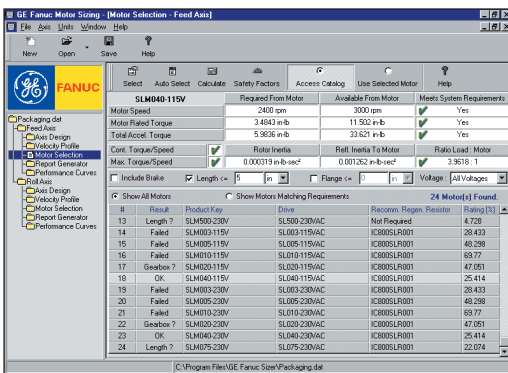 GE Fanuc Motor Sizing - [Motor Selection - Feed Axis]
File Axis Units Window Help
New Open Save Help
GE FANUC
Select Auto Select Calculate Safety Factors Access Catalog Use Selected Motor Help
Packaging.dat
Feed Axis
Axis Design
Velocity Profile
Motor Selection
Report Generator
Performance Curves
Roll Axis
Axis Design
Velocity Profile
Motor Selection
Report Generator
Performance Curves
SLM040-115V Required From Motor Available From Motor Meets System Requirements
Motor Speed 2400 rpm 3000 rpm Yes
Motor Rated Torque 3.4843 in-lb 11.502 in-lb Yes
Total Accel. Torque 5.9836 in-lb 33.621 in-lb Yes
Cont. Torque/Speed Rotor Inertia Refl. Inertia To Motor Ratio Load : Motor
Max. Torque/Speed 0.000319 in-lb-sec² 0.001262 in-lb-sec² 3.9618 : 1
Include Brake Length <= 5 in Flange <= 0 in Voltage : All Voltages
Show All Motors Show Motors Matching Requirements 24 Motor(s) Found.
# Result Product Key Drive Recomm. Regen. Resistor Rating [%]
13 Length ? SLM500-230V SL500-230VAC Not Required 4.728
14 Failed SLM003-115V SL003-115VAC IC800SLR001 28.433
15 Failed SLM005-115V SL005-115VAC IC800SLR001 48.298
16 Failed SLM010-115V SL010-115VAC IC800SLR001 69.77
17 Gearbox ? SLM020-115V SL020-115VAC IC800SLR001 47.051
18 OK SLM040-115V SL040-115VAC IC800SLR001 25.414
19 Failed SLM003-230V SL003-230VAC IC800SLR001 28.433
20 Failed SLM005-230V SL005-230VAC IC800SLR001 48.298
21 Failed SLM010-230V SL010-230VAC IC800SLR001 69.77
22 Gearbox ? SLM020-230V SL020-230VAC IC800SLR001 47.051
23 OK SLM040-230V SL040-230VAC IC800SLR001 25.414
24 Length ? SLM075-230V SL075-230VAC IC800SLR001 22.074
C:\Program Files\GE Fanuc Sizer\Packaging.dat